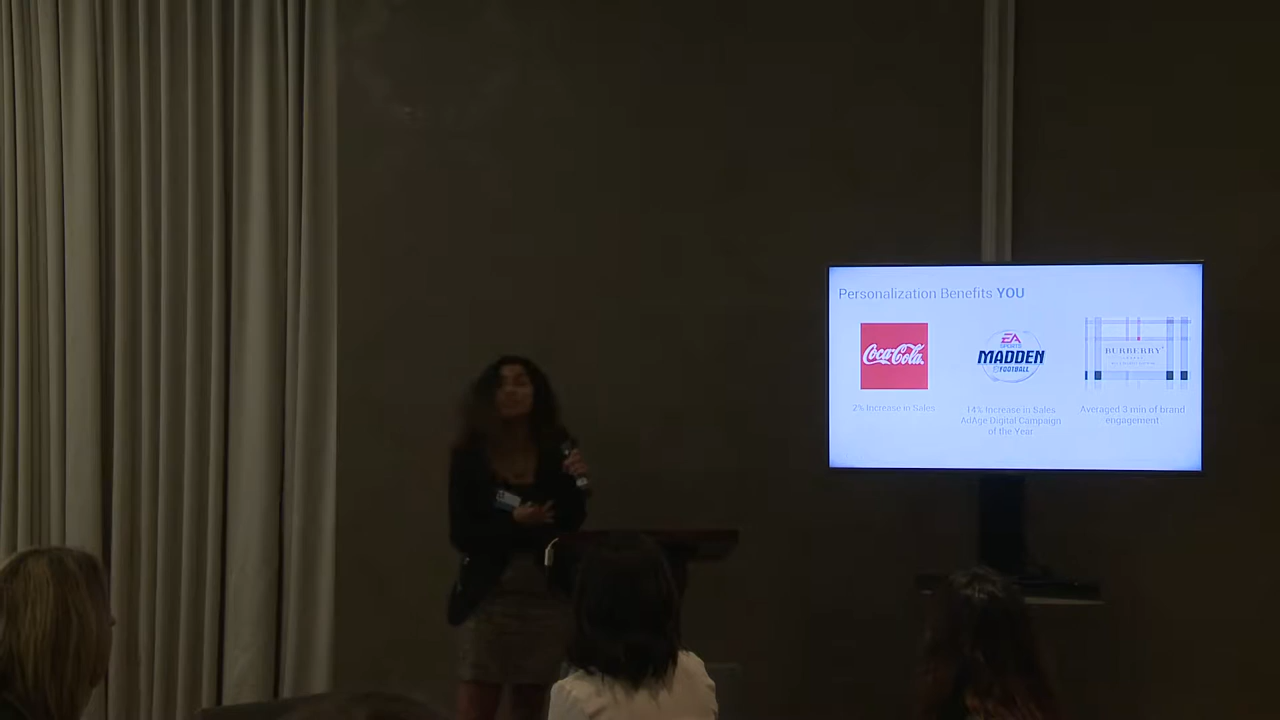 Personalization Benefits YOU
Coca-Cola
EA
SPORTS
MADDEN
FOOTBALL
BURBERRY
2% Increase in Sales
14% Increase in Sales
AdAge Digital Campaign
of the Year
Averaged 3 min of brand
engagement